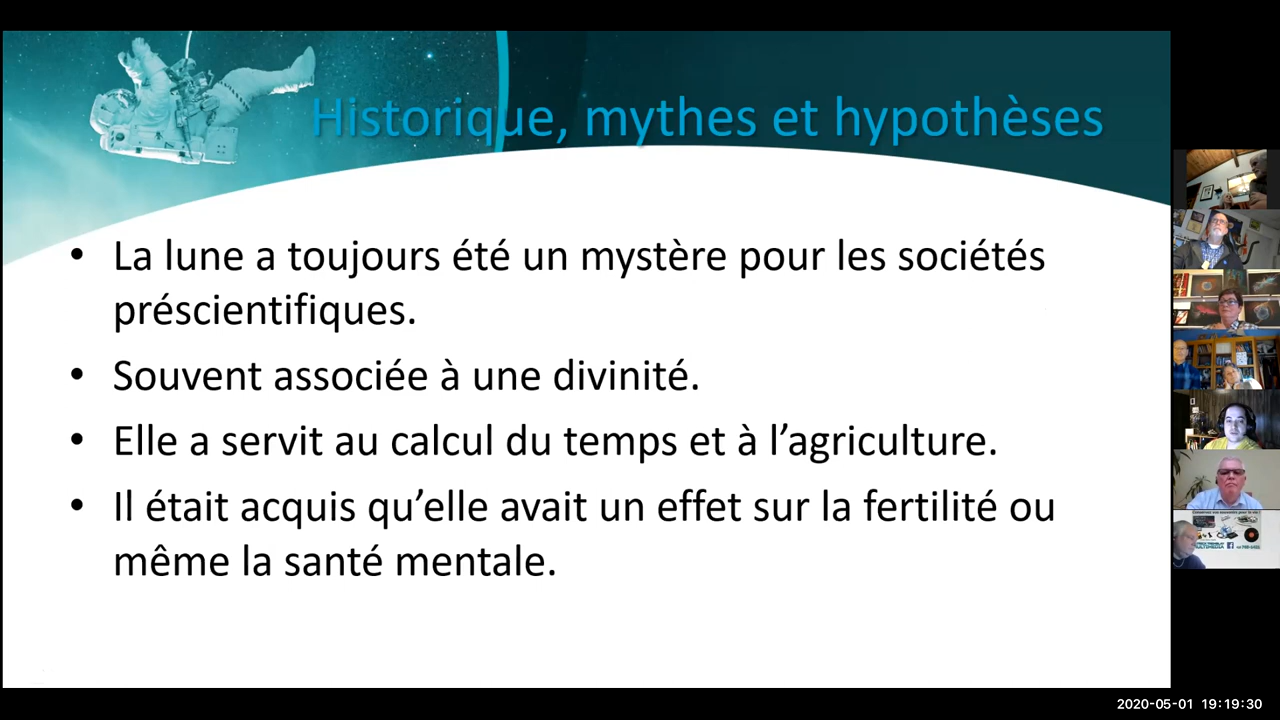 Historique, mythes et hypothèses
• La lune a toujours été un mystère pour les sociétés
préscientifiques.
• Souvent associée à une divinité.
• Elle a servit au calcul du temps et à l’agriculture.
• Il était acquis qu’elle avait un effet sur la fertilité ou
même la santé mentale.
2020-05-01 19:19:30